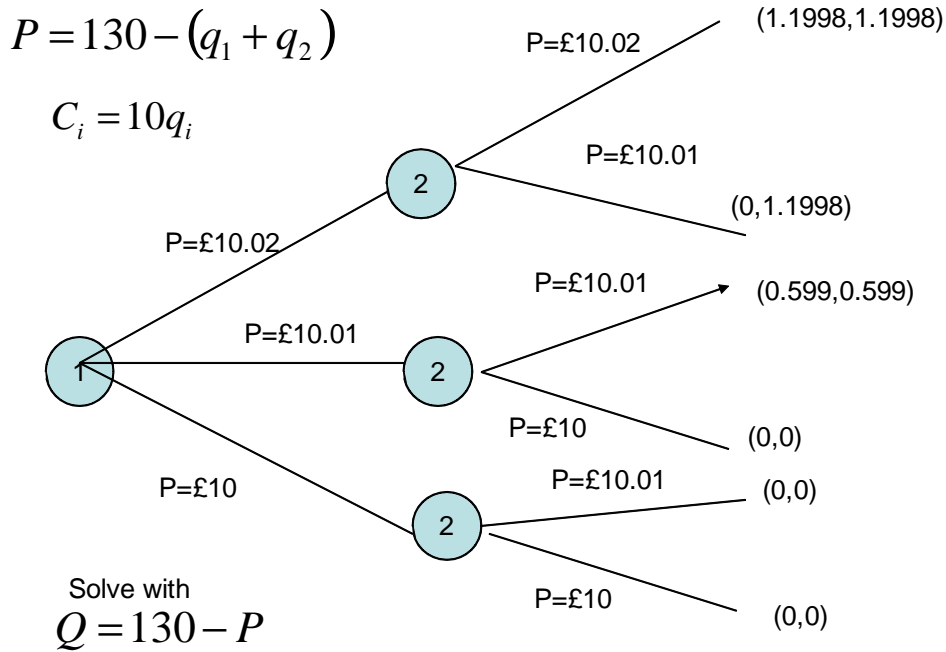 P = 130 − (q₁ + q₂)
(1.1998,1.1998)
P=£10.02
Cᵢ = 10qᵢ
P=£10.01
2
(0,1.1998)
P=£10.02
P=£10.01
(0.599,0.599)
P=£10.01
1
2
P=£10
(0,0)
P=£10.01
(0,0)
P=£10
2
P=£10
(0,0)
Solve with
Q = 130 − P